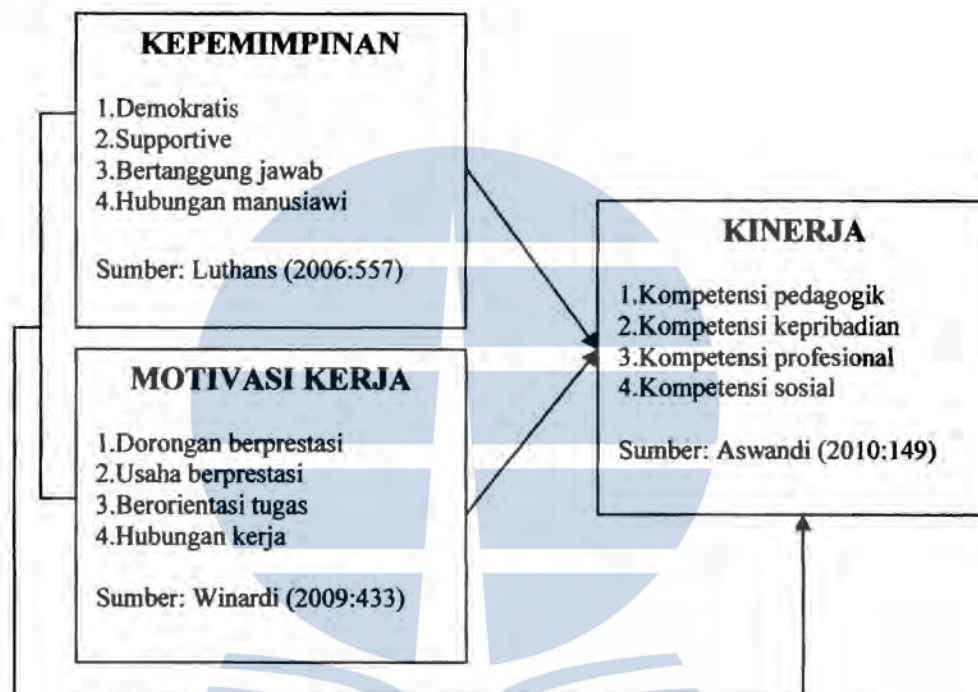 KEPEMIMPINAN
1.Demokratis
2.Supportive
3.Bertanggung jawab
4.Hubungan manusiawi
Sumber: Luthans (2006:557)
MOTIVASI KERJA
1.Dorongan berprestasi
2.Usaha berprestasi
3.Berorientasi tugas
4.Hubungan kerja
Sumber: Winardi (2009:433)
KINERJA
1.Kompetensi pedagogik
2.Kompetensi kepribadian
3.Kompetensi profesional
4.Kompetensi sosial
Sumber: Aswandi (2010:149)